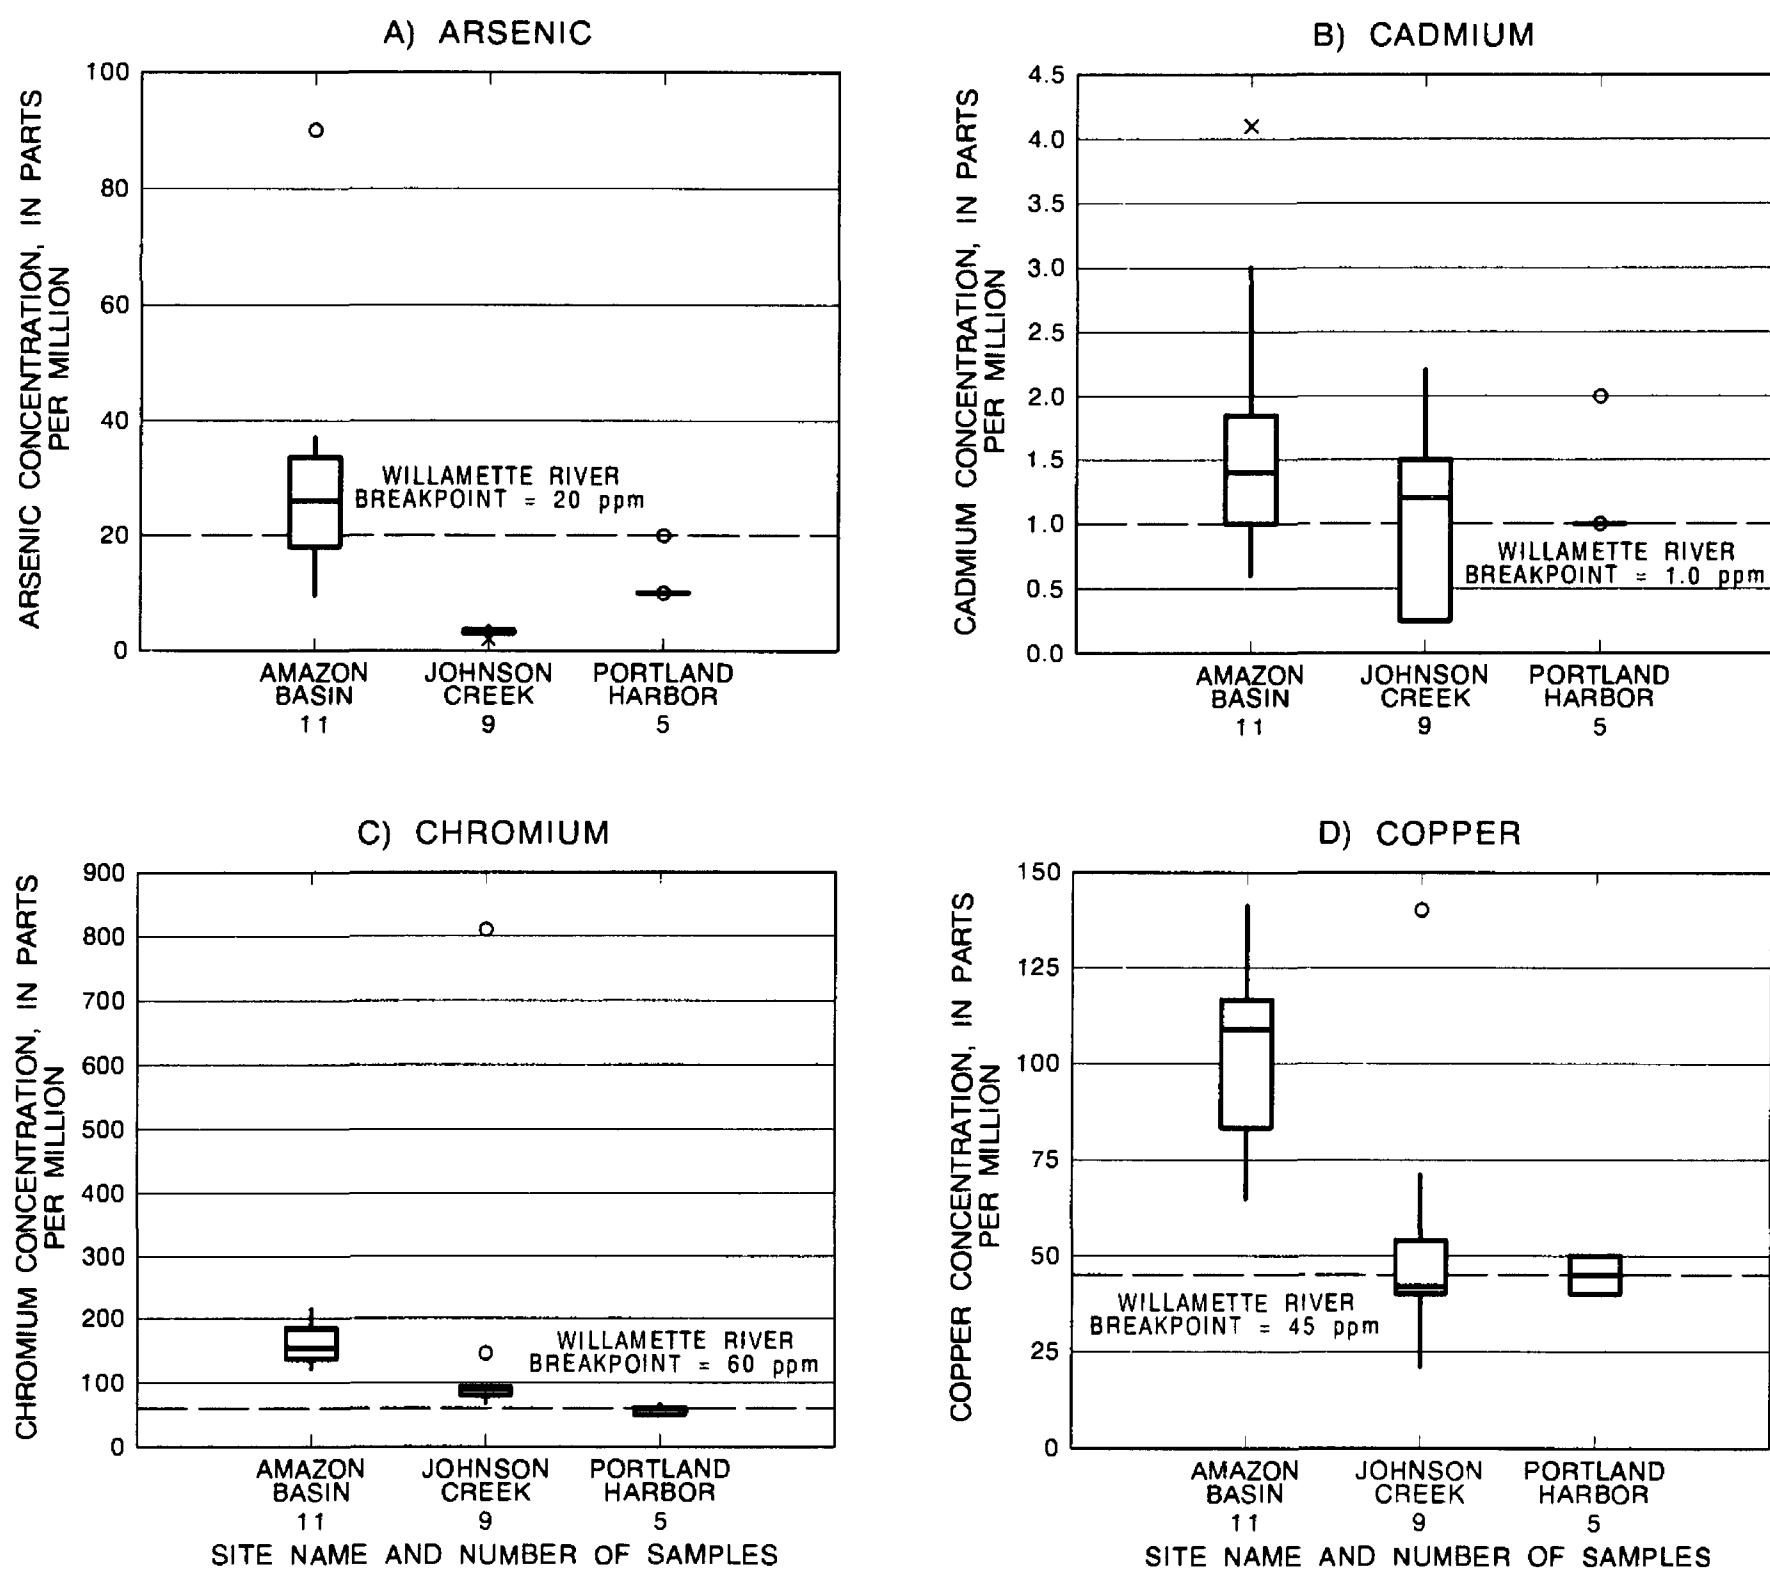 A) ARSENIC
ARSENIC CONCENTRATION, IN PARTS
PER MILLION
100
80
60
40
20
0
WILLAMETTE RIVER
BREAKPOINT = 20 ppm
AMAZON JOHNSON PORTLAND
BASIN CREEK HARBOR
11 9 5
B) CADMIUM
CADMIUM CONCENTRATION, IN PARTS
PER MILLION
4.5
4.0
3.5
3.0
2.5
2.0
1.5
1.0
0.5
0.0
WILLAMETTE RIVER
BREAKPOINT = 1.0 ppm
AMAZON JOHNSON PORTLAND
BASIN CREEK HARBOR
11 9 5
C) CHROMIUM
CHROMIUM CONCENTRATION, IN PARTS
PER MILLION
900
800
700
600
500
400
300
200
100
0
WILLAMETTE RIVER
BREAKPOINT = 60 ppm
AMAZON JOHNSON PORTLAND
BASIN CREEK HARBOR
11 9 5
SITE NAME AND NUMBER OF SAMPLES
D) COPPER
COPPER CONCENTRATION, IN PARTS
PER MILLION
150
125
100
75
50
25
0
WILLAMETTE RIVER
BREAKPOINT = 45 ppm
AMAZON JOHNSON PORTLAND
BASIN CREEK HARBOR
11 9 5
SITE NAME AND NUMBER OF SAMPLES